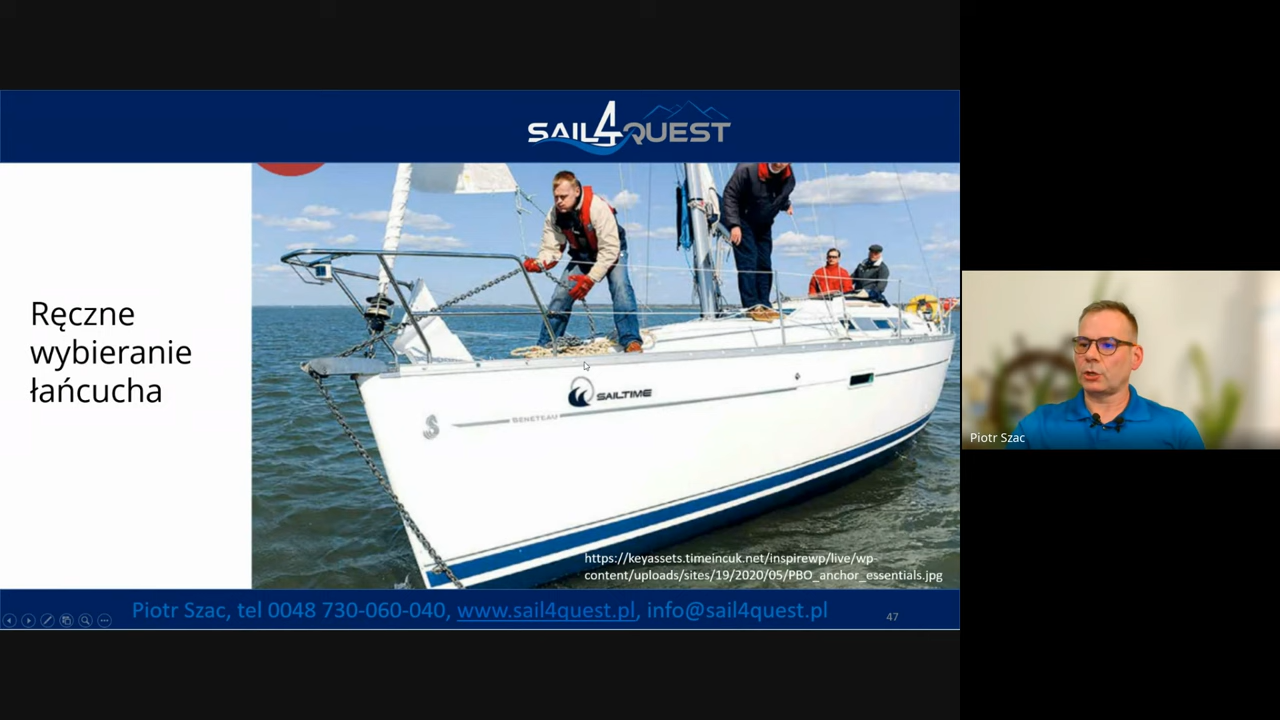 SAIL4QUEST
Ręczne
wybieranie
łańcucha
SAILTIME
BENETEAU
https://keyassets.timeincuk.net/inspirewp/live/wp-
content/uploads/sites/19/2020/05/PBO_anchor_essentials.jpg
Piotr Szac
Piotr Szac, tel 0048 730-060-040, www.sail4quest.pl, info@sail4quest.pl
47